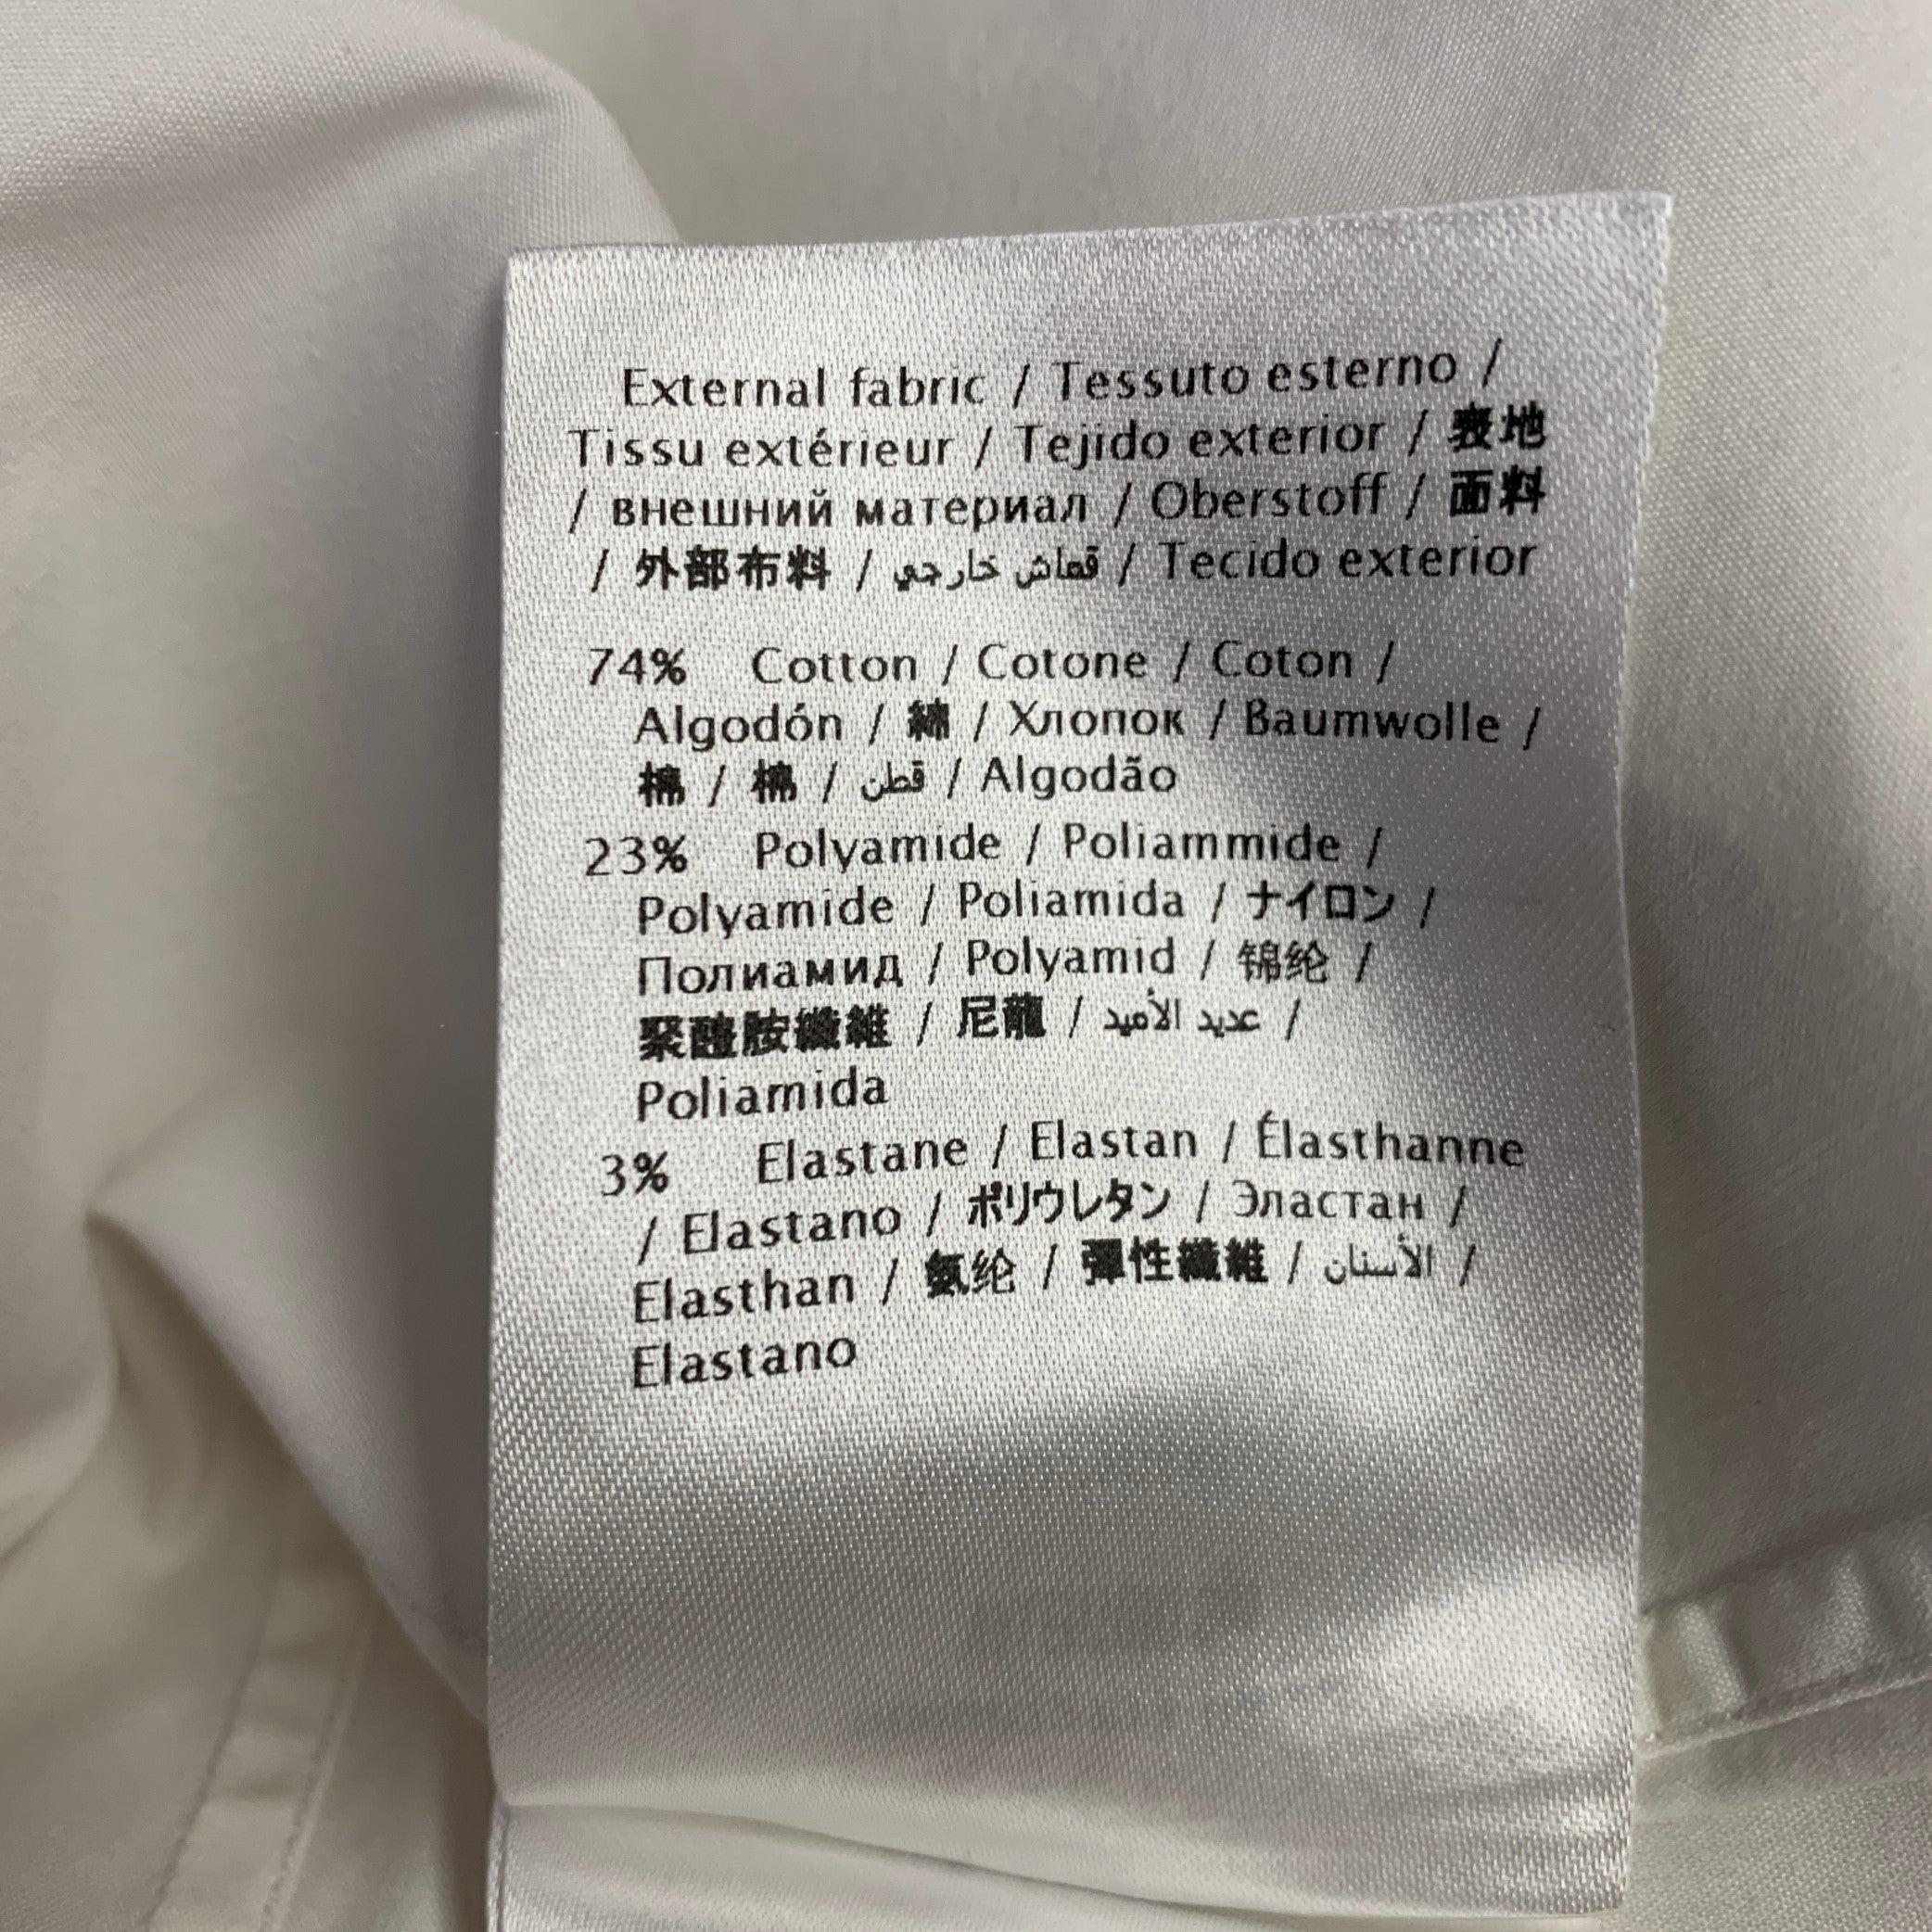 External fabric / Tessuto esterno /
Tissu extérieur / Tejido exterior / 表地
/ внешний материал / Oberstoff / 面料
/ 外部布料 / قماش خارجي / Tecido exterior
74% Cotton / Cotone / Coton /
Algodón / 綿 / Хлопок / Baumwolle /
棉 / 棉 / قطن / Algodão
23% Polyamide / Poliammide /
Polyamide / Poliamida / ナイロン /
Полиамид / Polyamid / 锦纶 /
聚醯胺纖維 / 尼龍 / عديد الأميد /
Poliamida
3% Elastane / Elastan / Élasthanne
/ Elastano / ポリウレタン / Эластан /
Elasthan / 氨纶 / 彈性纖維 / الأستان /
Elastano